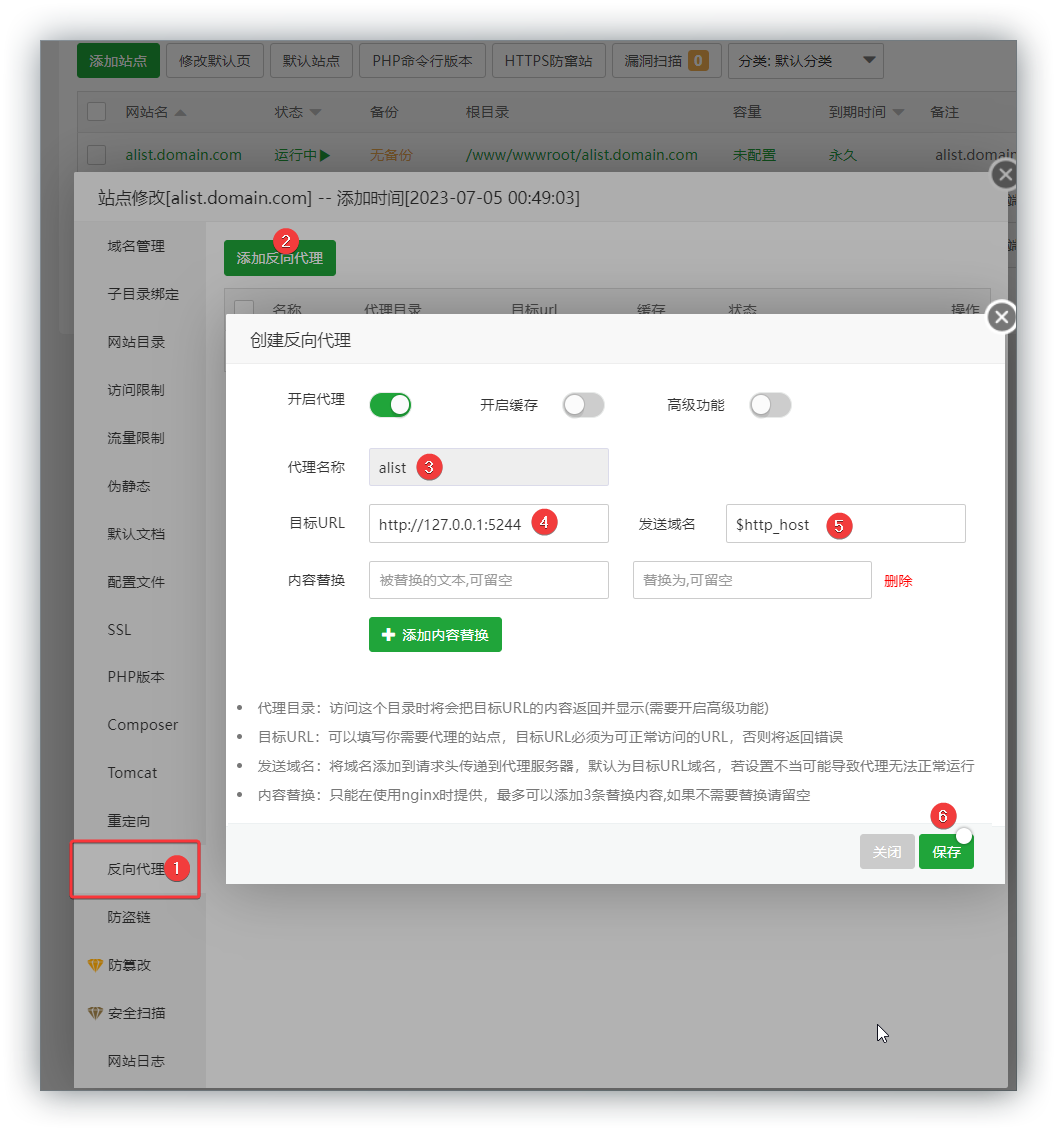 添加站点 修改默认页 默认站点 PHP命令行版本 HTTPS防窜站 漏洞扫描 0 分类: 默认分类
网站名 状态 备份 根目录 容量 到期时间 备注
alist.domain.com 运行中 无备份 /www/wwwroot/alist.domain.com 未配置 永久 alist.domain
站点修改[alist.domain.com] -- 添加时间[2023-07-05 00:49:03]
域名管理
子目录绑定
网站目录
访问限制
流量限制
伪静态
默认文档
配置文件
SSL
PHP版本
Composer
Tomcat
重定向
反向代理 1
防盗链
防篡改
安全扫描
网站日志
2
添加反向代理
名称 代理目录 目标url 缓存 状态 操作
创建反向代理
开启代理 开启缓存 高级功能
代理名称 alist 3
目标URL http://127.0.0.1:5244 4 发送域名 $http_host 5
内容替换 被替换的文本,可留空 替换为,可留空 删除
添加内容替换
代理目录：访问这个目录时将会把目标URL的内容返回并显示(需要开启高级功能)
目标URL：可以填写你需要代理的站点，目标URL必须为可正常访问的URL，否则将返回错误
发送域名：将域名添加到请求头传递到代理服务器，默认为目标URL域名，若设置不当可能导致代理无法正常运行
内容替换：只能在使用nginx时提供，最多可以添加3条替换内容,如果不需要替换请留空
6
关闭 保存